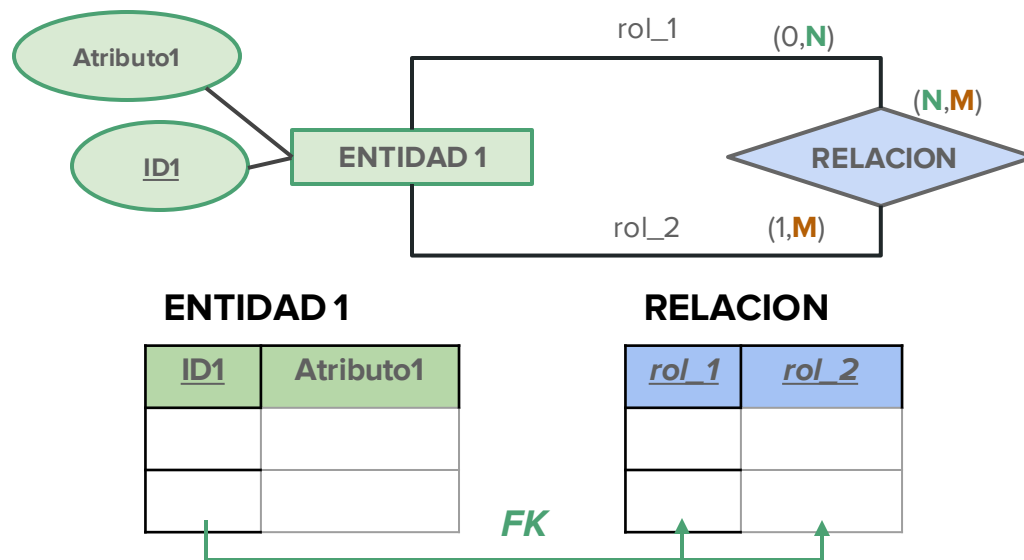 rol_1
(0,N)
Atributo1
(N,M)
ENTIDAD 1
RELACION
ID1
rol_2
(1,M)
ENTIDAD 1
RELACION
ID1
Atributo1
rol_1
rol_2
FK